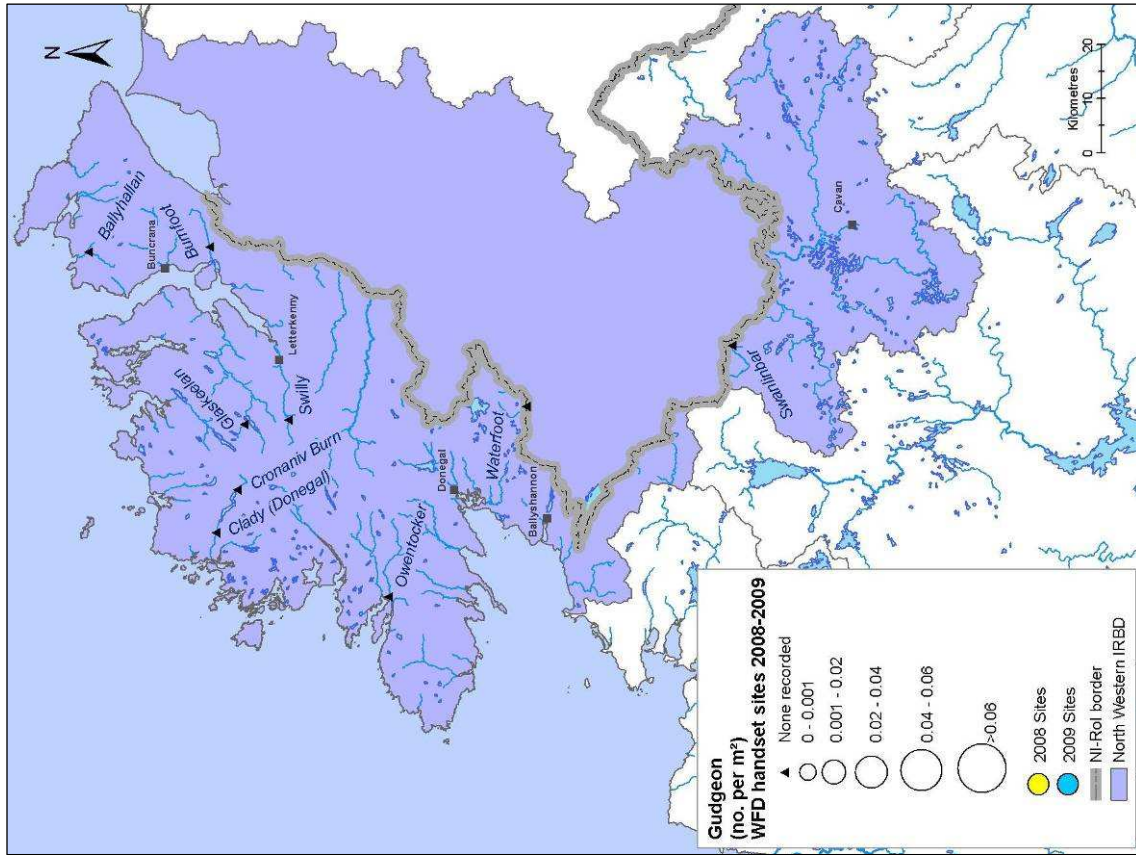 N
Ballyhallan
Buncrana
Burnfoot
Glaskeelan
Letterkenny
Swilly
Cronaniv Burn
Clady (Donegal)
Owentocker
Donegal
Waterfoot
Ballyshannon
Swanlinbar
Cavan
Gudgeon
(no. per m²)
WFD handset sites 2008-2009
None recorded
0 - 0.001
0.001 - 0.02
0.02 - 0.04
0.04 - 0.06
>0.06
2008 Sites
2009 Sites
NI-RoI border
North Western IRBD
0 10 20
Kilometres